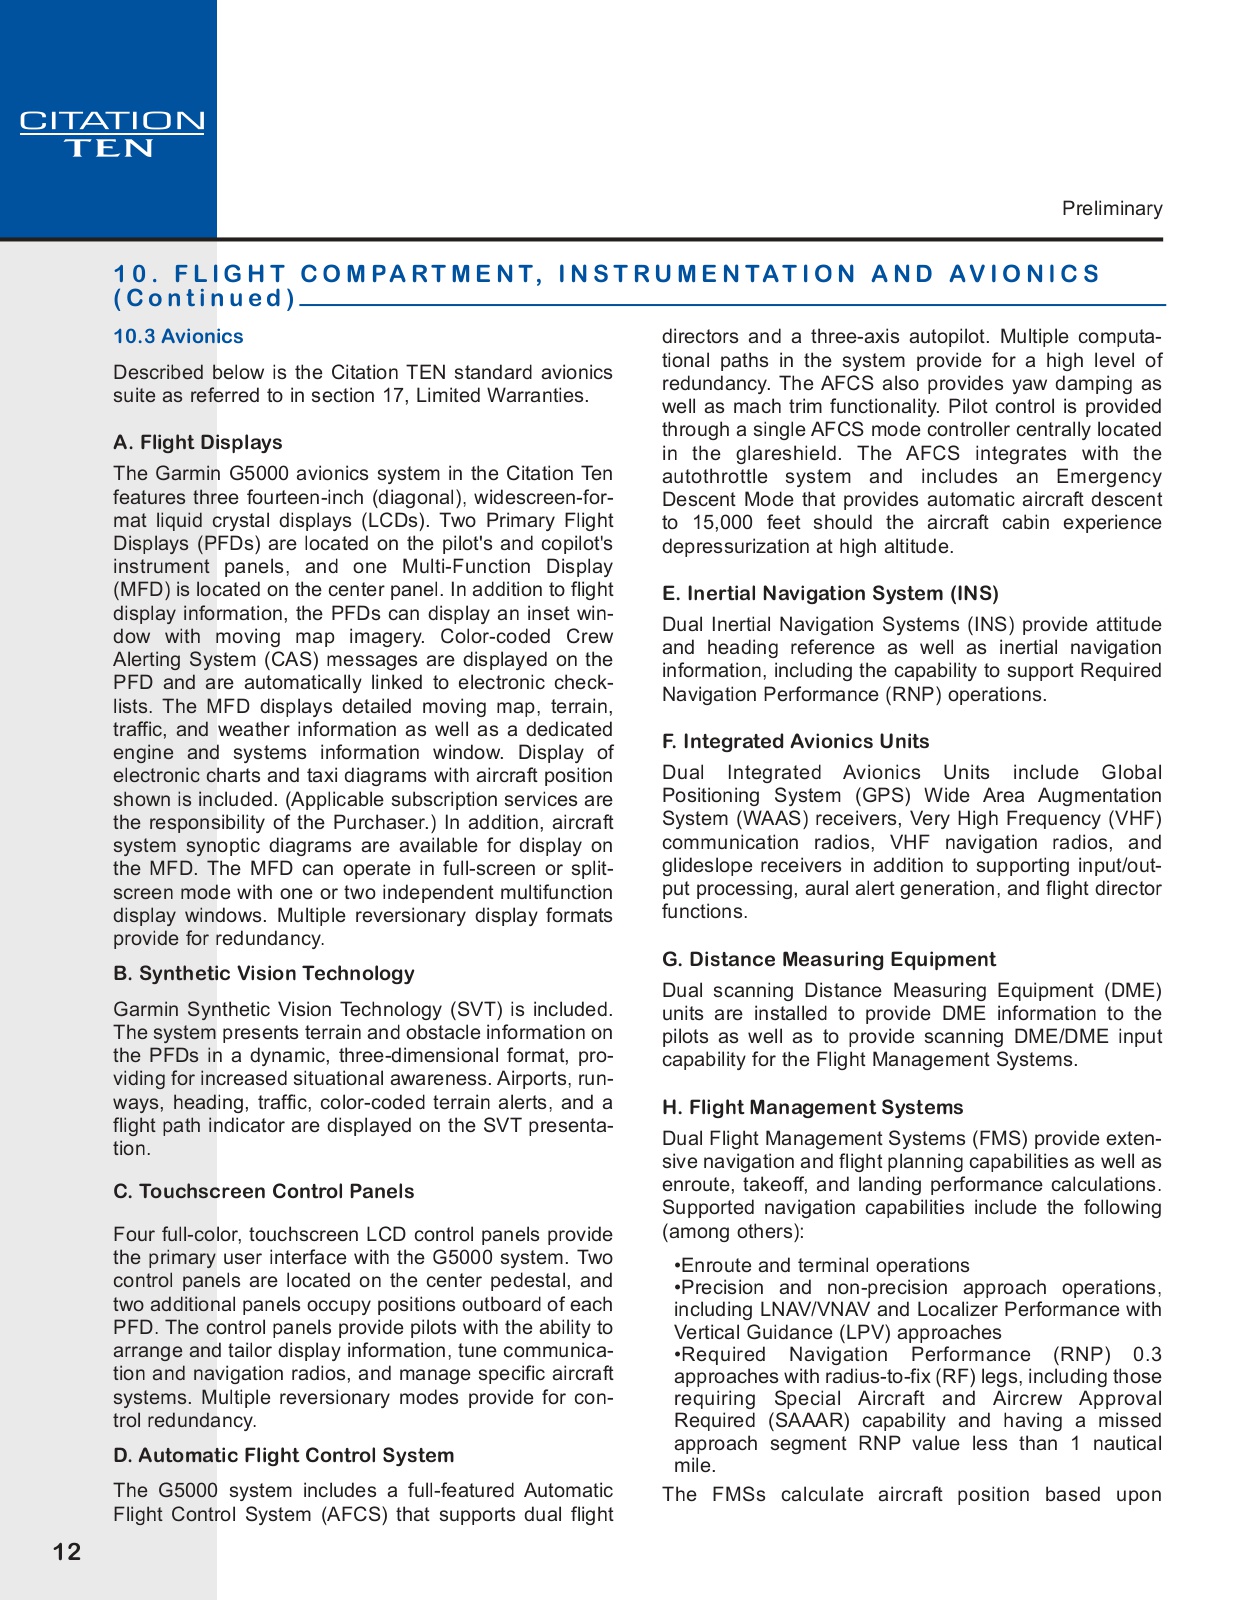 CITATION
TEN
Preliminary
10. FLIGHT COMPARTMENT, INSTRUMENTATION AND AVIONICS
(Continued)
10.3 Avionics
Described below is the Citation TEN standard avionics
suite as referred to in section 17, Limited Warranties.
A. Flight Displays
The Garmin G5000 avionics system in the Citation Ten
features three fourteen-inch (diagonal), widescreen-for-
mat liquid crystal displays (LCDs). Two Primary Flight
Displays (PFDs) are located on the pilot's and copilot's
instrument panels, and one Multi-Function Display
(MFD) is located on the center panel. In addition to flight
display information, the PFDs can display an inset win-
dow with moving map imagery. Color-coded Crew
Alerting System (CAS) messages are displayed on the
PFD and are automatically linked to electronic check-
lists. The MFD displays detailed moving map, terrain,
traffic, and weather information as well as a dedicated
engine and systems information window. Display of
electronic charts and taxi diagrams with aircraft position
shown is included. (Applicable subscription services are
the responsibility of the Purchaser.) In addition, aircraft
system synoptic diagrams are available for display on
the MFD. The MFD can operate in full-screen or split-
screen mode with one or two independent multifunction
display windows. Multiple reversionary display formats
provide for redundancy.
B. Synthetic Vision Technology
Garmin Synthetic Vision Technology (SVT) is included.
The system presents terrain and obstacle information on
the PFDs in a dynamic, three-dimensional format, pro-
viding for increased situational awareness. Airports, run-
ways, heading, traffic, color-coded terrain alerts, and a
flight path indicator are displayed on the SVT presenta-
tion.
C. Touchscreen Control Panels
Four full-color, touchscreen LCD control panels provide
the primary user interface with the G5000 system. Two
control panels are located on the center pedestal, and
two additional panels occupy positions outboard of each
PFD. The control panels provide pilots with the ability to
arrange and tailor display information, tune communica-
tion and navigation radios, and manage specific aircraft
systems. Multiple reversionary modes provide for con-
trol redundancy.
D. Automatic Flight Control System
The G5000 system includes a full-featured Automatic
Flight Control System (AFCS) that supports dual flight
directors and a three-axis autopilot. Multiple computa-
tional paths in the system provide for a high level of
redundancy. The AFCS also provides yaw damping as
well as mach trim functionality. Pilot control is provided
through a single AFCS mode controller centrally located
in the glareshield. The AFCS integrates with the
autothrottle system and includes an Emergency
Descent Mode that provides automatic aircraft descent
to 15,000 feet should the aircraft cabin experience
depressurization at high altitude.
E. Inertial Navigation System (INS)
Dual Inertial Navigation Systems (INS) provide attitude
and heading reference as well as inertial navigation
information, including the capability to support Required
Navigation Performance (RNP) operations.
F. Integrated Avionics Units
Dual Integrated Avionics Units include Global
Positioning System (GPS) Wide Area Augmentation
System (WAAS) receivers, Very High Frequency (VHF)
communication radios, VHF navigation radios, and
glideslope receivers in addition to supporting input/out-
put processing, aural alert generation, and flight director
functions.
G. Distance Measuring Equipment
Dual scanning Distance Measuring Equipment (DME)
units are installed to provide DME information to the
pilots as well as to provide scanning DME/DME input
capability for the Flight Management Systems.
H. Flight Management Systems
Dual Flight Management Systems (FMS) provide exten-
sive navigation and flight planning capabilities as well as
enroute, takeoff, and landing performance calculations.
Supported navigation capabilities include the following
(among others):
•Enroute and terminal operations
•Precision and non-precision approach operations,
including LNAV/VNAV and Localizer Performance with
Vertical Guidance (LPV) approaches
•Required Navigation Performance (RNP) 0.3
approaches with radius-to-fix (RF) legs, including those
requiring Special Aircraft and Aircrew Approval
Required (SAAAR) capability and having a missed
approach segment RNP value less than 1 nautical
mile.
The FMSs calculate aircraft position based upon
12